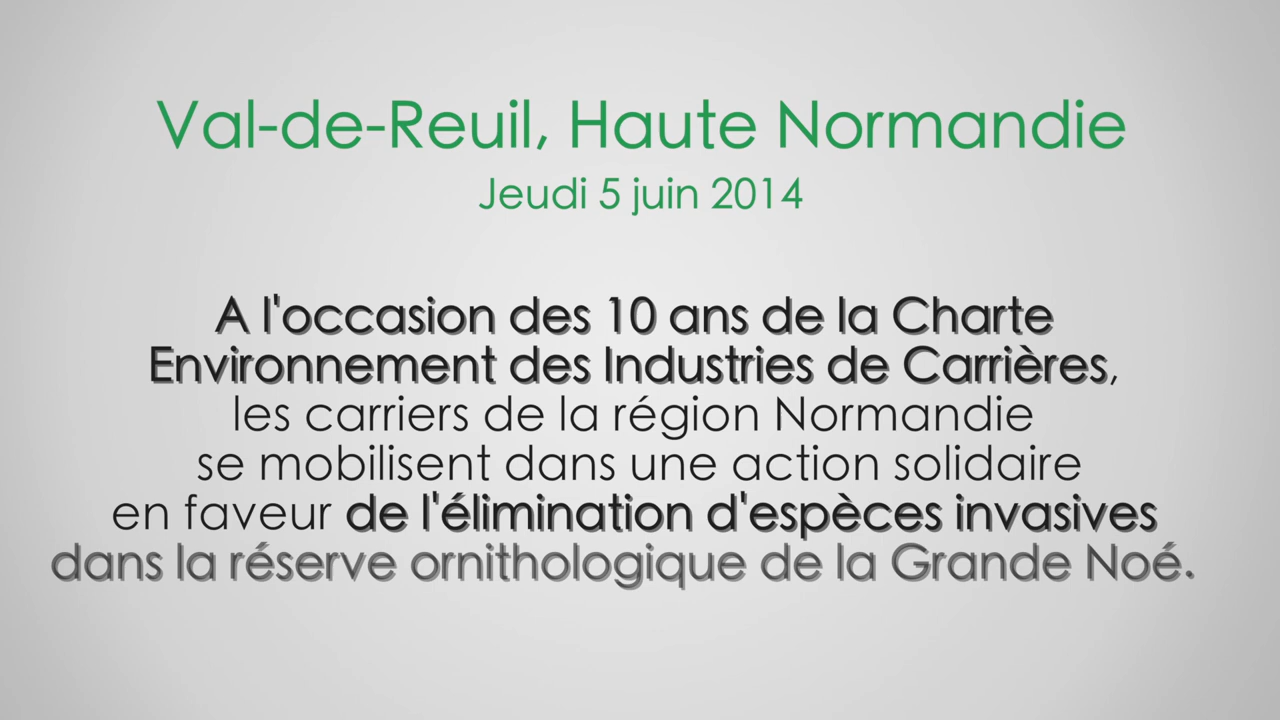 Val-de-Reuil, Haute Normandie
Jeudi 5 juin 2014
A l'occasion des 10 ans de la Charte
Environnement des Industries de Carrières,
les carriers de la région Normandie
se mobilisent dans une action solidaire
en faveur de l'élimination d'espèces invasives
dans la réserve ornithologique de la Grande Noé.